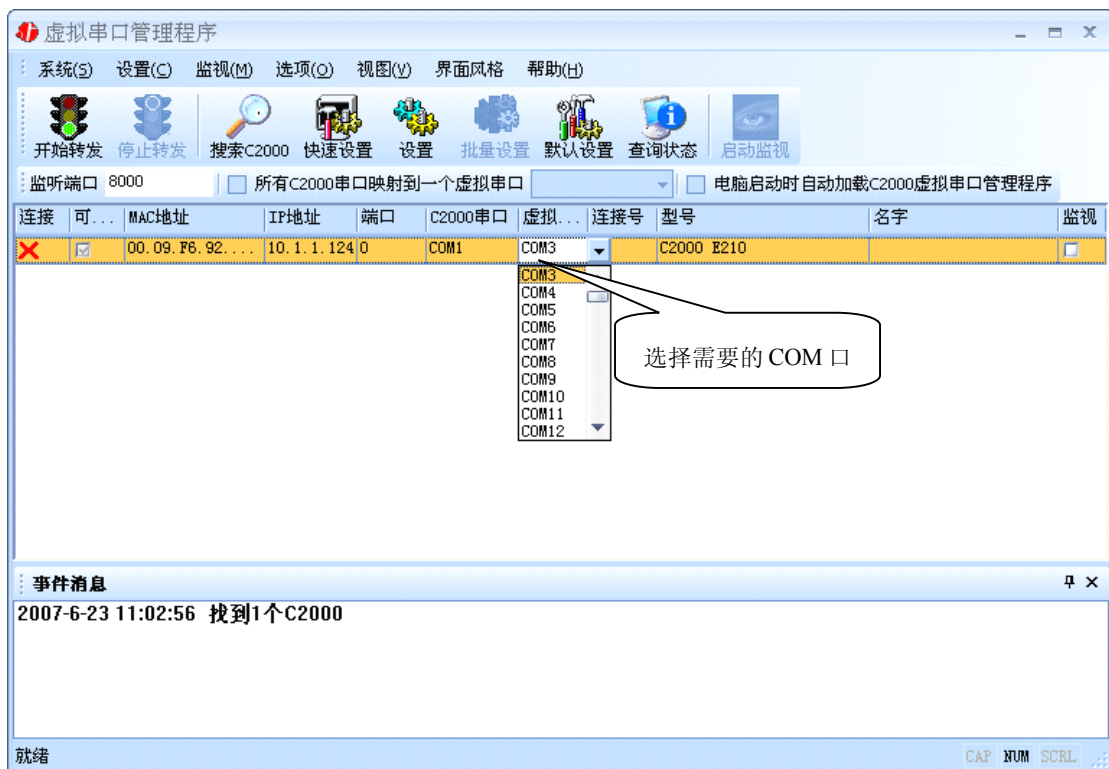 虚拟串口管理程序
系统(S) 设置(C) 监视(M) 选项(O) 视图(V) 界面风格 帮助(H)
开始转发 停止转发 搜索C2000 快速设置 设置 批量设置 默认设置 查询状态 启动监视
监听端口 8000 所有C2000串口映射到一个虚拟串口 电脑启动时自动加载C2000虚拟串口管理程序
连接 可... MAC地址 IP地址 端口 C2000串口 虚拟... 连接号 型号 名字 监视
00.09.F6.92.... 10.1.1.124 0 COM1 COM3 C2000 E210
COM3
COM4
COM5
COM6
COM7
COM8
COM9
COM10
COM11
COM12
选择需要的 COM 口
事件消息
2007-6-23 11:02:56 找到1个C2000
就绪 CAP NUM SCRL